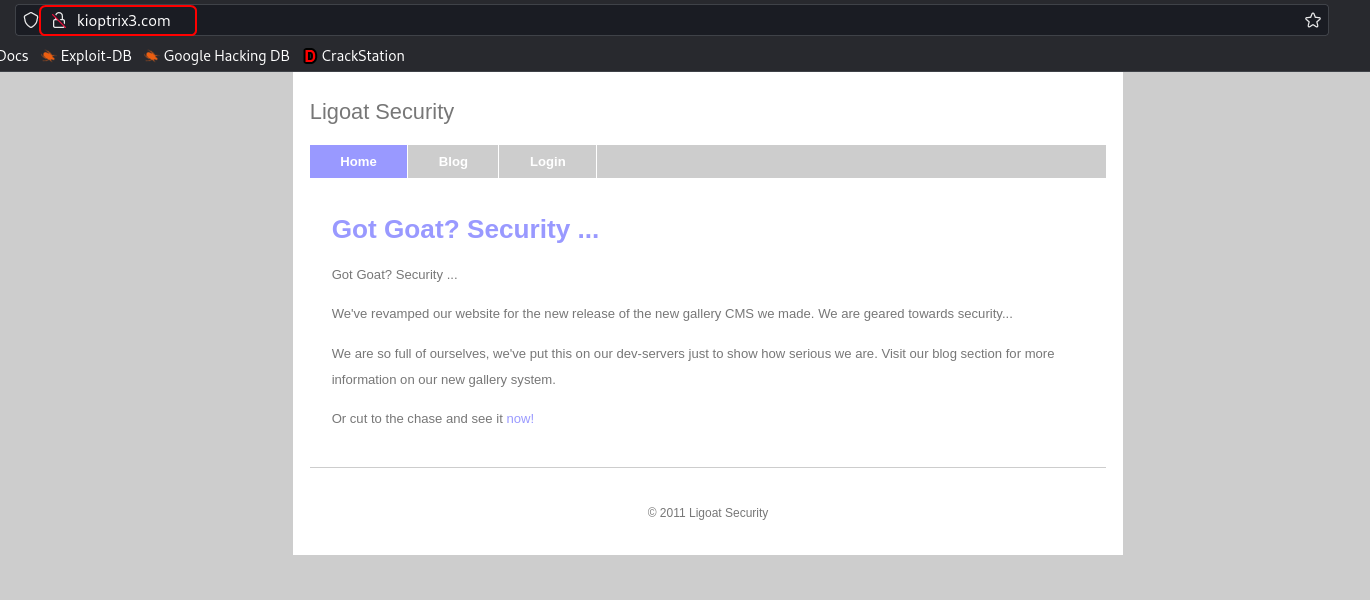 kioptrix3.com
Docs Exploit-DB Google Hacking DB D CrackStation
Ligoat Security
Home Blog Login
Got Goat? Security ...
Got Goat? Security ...
We've revamped our website for the new release of the new gallery CMS we made. We are geared towards security...
We are so full of ourselves, we've put this on our dev-servers just to show how serious we are. Visit our blog section for more
information on our new gallery system.
Or cut to the chase and see it now!
© 2011 Ligoat Security